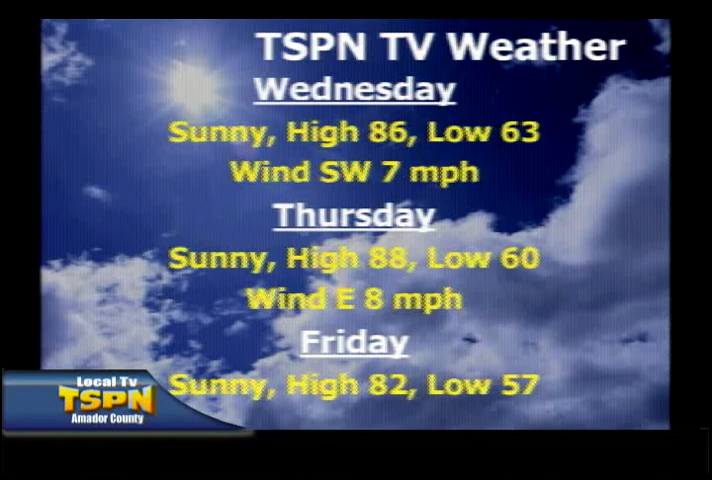 TSPN TV Weather
Wednesday
Sunny, High 86, Low 63
Wind SW 7 mph
Thursday
Sunny, High 88, Low 60
Wind E 8 mph
Friday
Sunny, High 82, Low 57
Local Tv
TSPN
Amador County